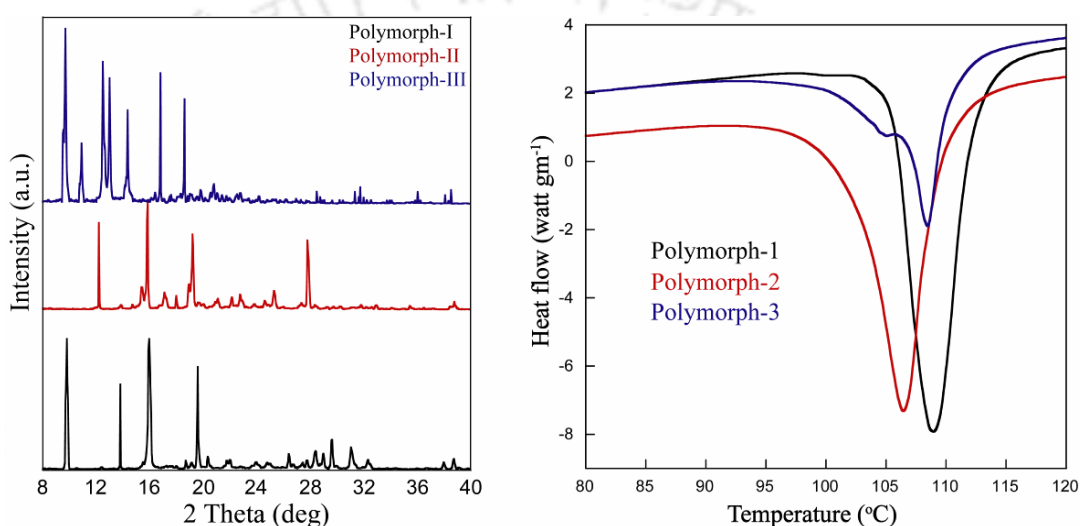 Polymorph-I
Polymorph-II
Polymorph-III
Intensity (a.u.)
8 12 16 20 24 28 32 36 40
2 Theta (deg)
4
2
0
-2
-4
-6
-8
Heat flow (watt gm⁻¹)
Polymorph-1
Polymorph-2
Polymorph-3
80 85 90 95 100 105 110 115 120
Temperature (°C)